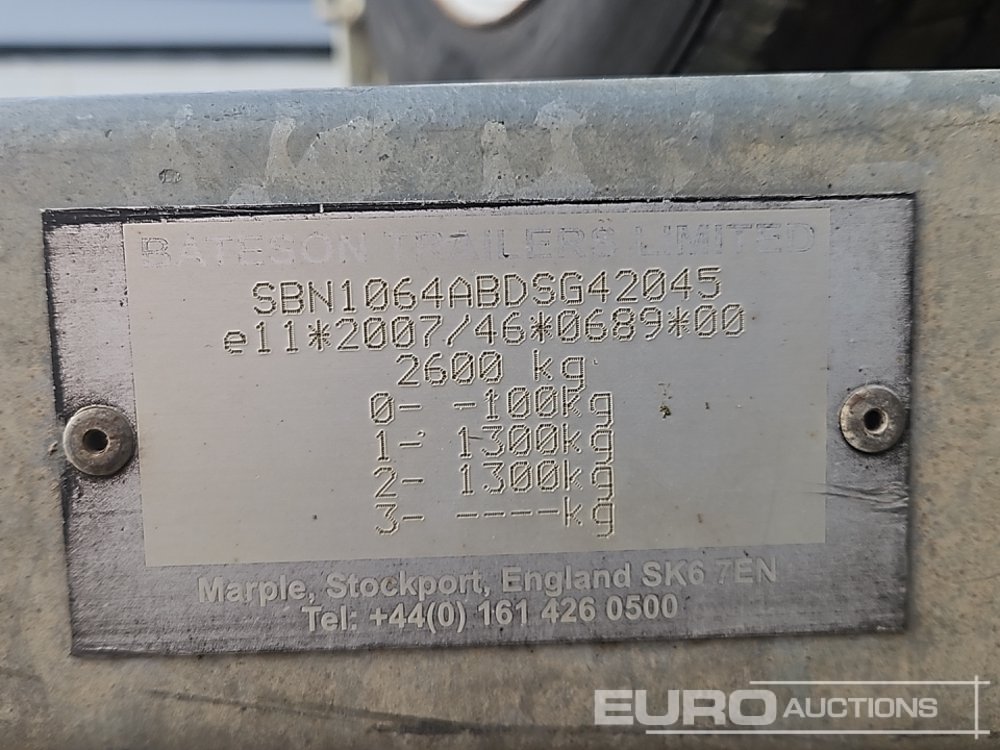 BATESON TRAILERS LIMITED
SBN1064ABDSG42045
e11*2007/46*0689*00
2600 kg
0- -100kg
1- 1300kg
2- 1300kg
3- ----kg
Marple, Stockport, England SK6 7EN
Tel: +44(0) 161 426 0500
EURO AUCTIONS